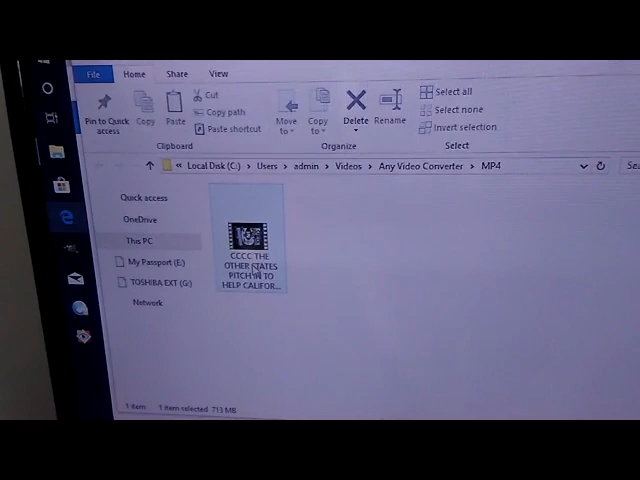 File Home Share View
Cut
Copy path
Paste shortcut
Pin to Quick access
Copy
Paste
Move to
Copy to
Delete
Rename
Select all
Select none
Invert selection
Clipboard Organize Select
« Local Disk (C:) › Users › admin › Videos › Any Video Converter › MP4
Sea
Quick access
OneDrive
This PC
My Passport (E:)
TOSHIBA EXT (G:)
Network
CCCC THE
OTHER STATES
PITCH IN TO
HELP CALIFOR...
1 item 1 item selected 713 MB